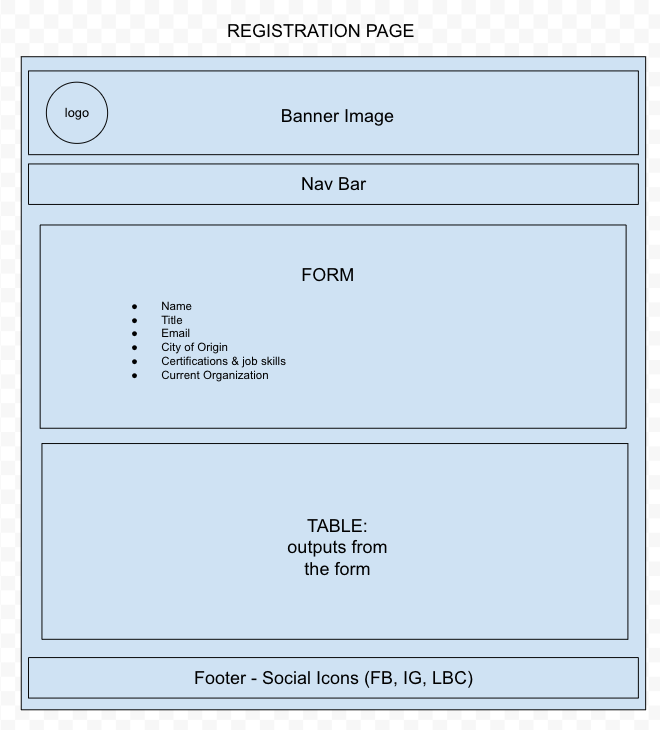 REGISTRATION PAGE
logo
Banner Image
Nav Bar
FORM
● Name
● Title
● Email
● City of Origin
● Certifications & job skills
● Current Organization
TABLE:
outputs from
the form
Footer - Social Icons (FB, IG, LBC)